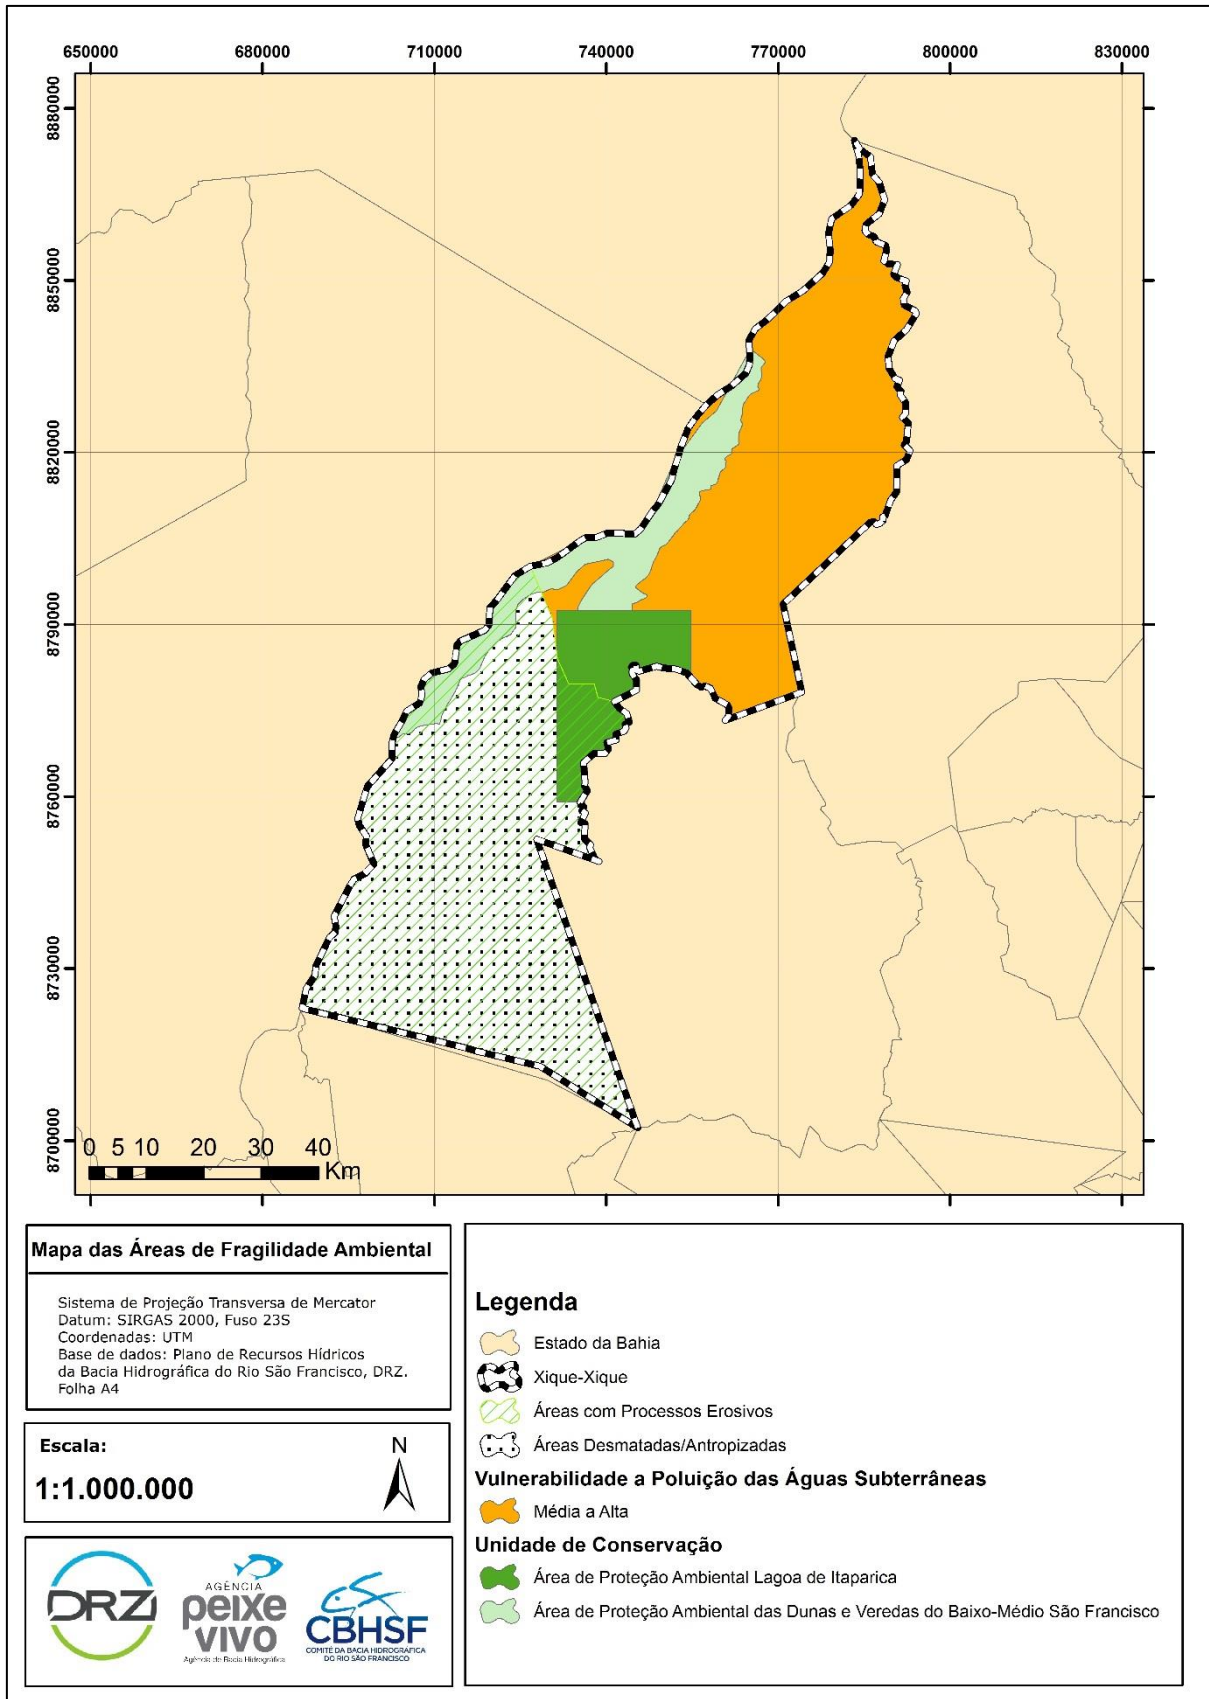 650000 680000 710000 740000 770000 800000 830000
8880000
8850000
8820000
8790000
8760000
8730000
8700000
0 5 10 20 30 40
Km
Mapa das Áreas de Fragilidade Ambiental
Sistema de Projeção Transversa de Mercator
Datum: SIRGAS 2000, Fuso 23S
Coordenadas: UTM
Base de dados: Plano de Recursos Hídricos
da Bacia Hidrográfica do Rio São Francisco, DRZ.
Folha A4
Escala:
1:1.000.000
N
DRZ
AGÊNCIA
peixe
vivo
Agência de Bacia Hidrográfica
CBHSF
COMITÊ DA BACIA HIDROGRÁFICA
DO RIO SÃO FRANCISCO
Legenda
Estado da Bahia
Xique-Xique
Áreas com Processos Erosivos
Áreas Desmatadas/Antropizadas
Vulnerabilidade a Poluição das Águas Subterrâneas
Média a Alta
Unidade de Conservação
Área de Proteção Ambiental Lagoa de Itaparica
Área de Proteção Ambiental das Dunas e Veredas do Baixo-Médio São Francisco